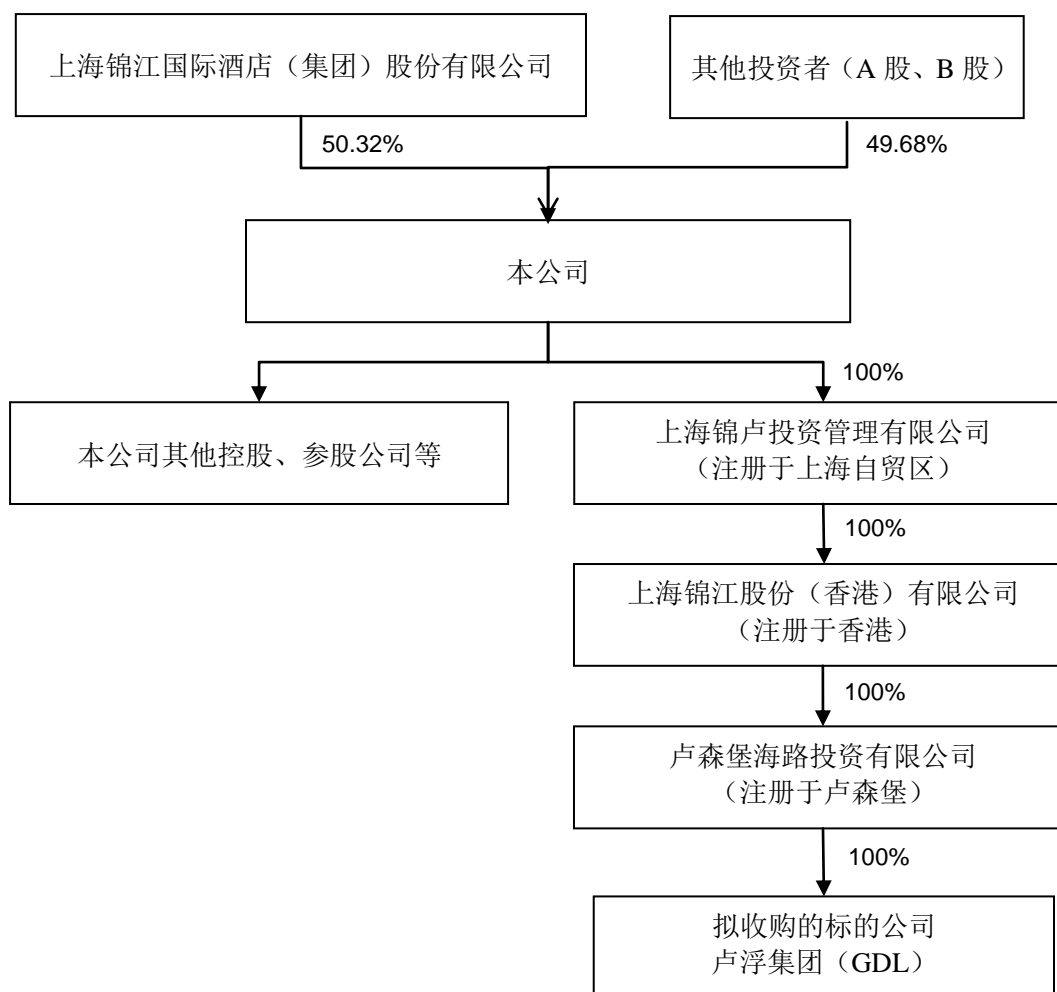 上海锦江国际酒店（集团）股份有限公司
其他投资者（A 股、B 股）
50.32%
49.68%
本公司
100%
本公司其他控股、参股公司等
上海锦卢投资管理有限公司
（注册于上海自贸区）
100%
上海锦江股份（香港）有限公司
（注册于香港）
100%
卢森堡海路投资有限公司
（注册于卢森堡）
100%
拟收购的标的公司
卢浮集团（GDL）